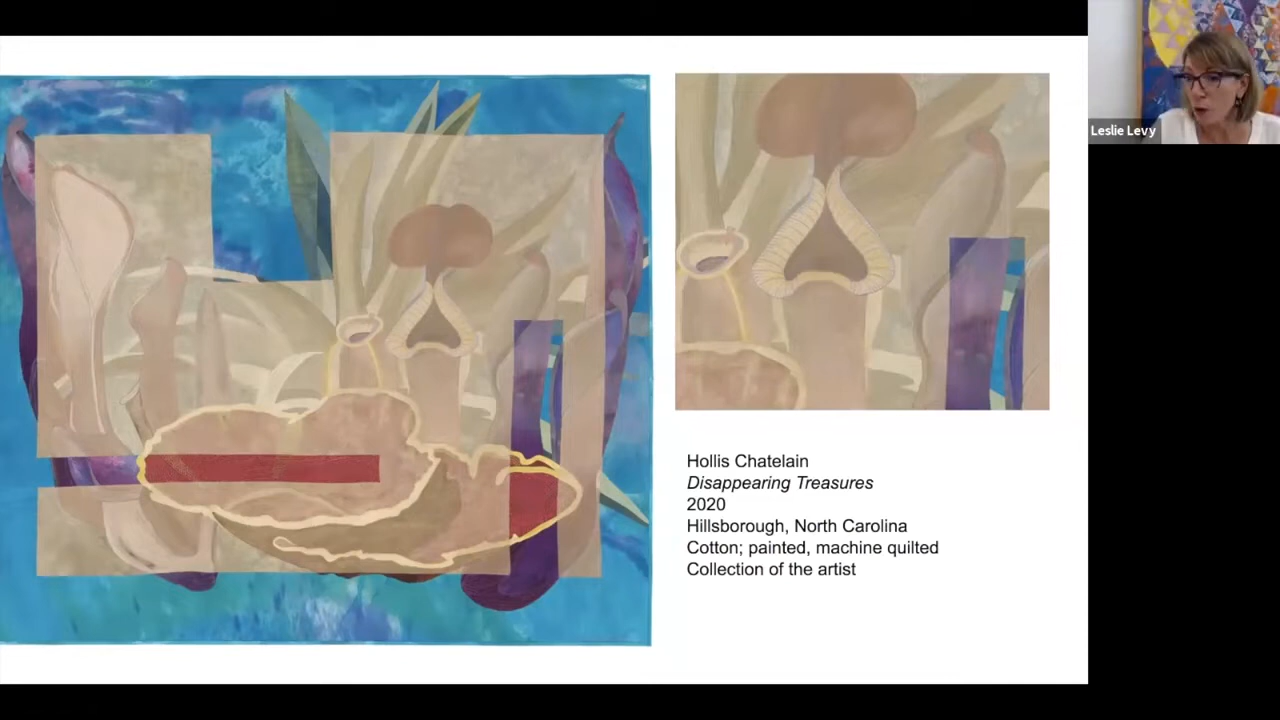 Leslie Levy
Hollis Chatelain
Disappearing Treasures
2020
Hillsborough, North Carolina
Cotton; painted, machine quilted
Collection of the artist